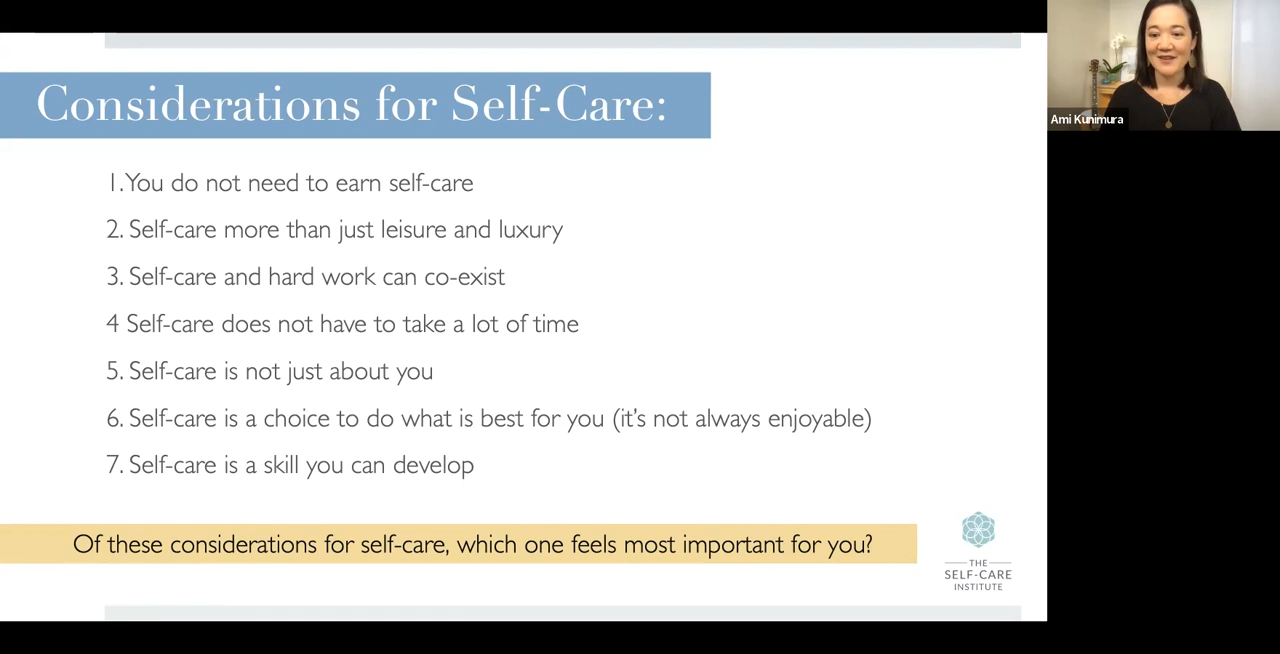 Considerations for Self-Care:
1.You do not need to earn self-care
2. Self-care more than just leisure and luxury
3. Self-care and hard work can co-exist
4 Self-care does not have to take a lot of time
5. Self-care is not just about you
6. Self-care is a choice to do what is best for you (it's not always enjoyable)
7. Self-care is a skill you can develop
Of these considerations for self-care, which one feels most important for you?
THE
SELF-CARE
INSTITUTE
Ami Kunimura